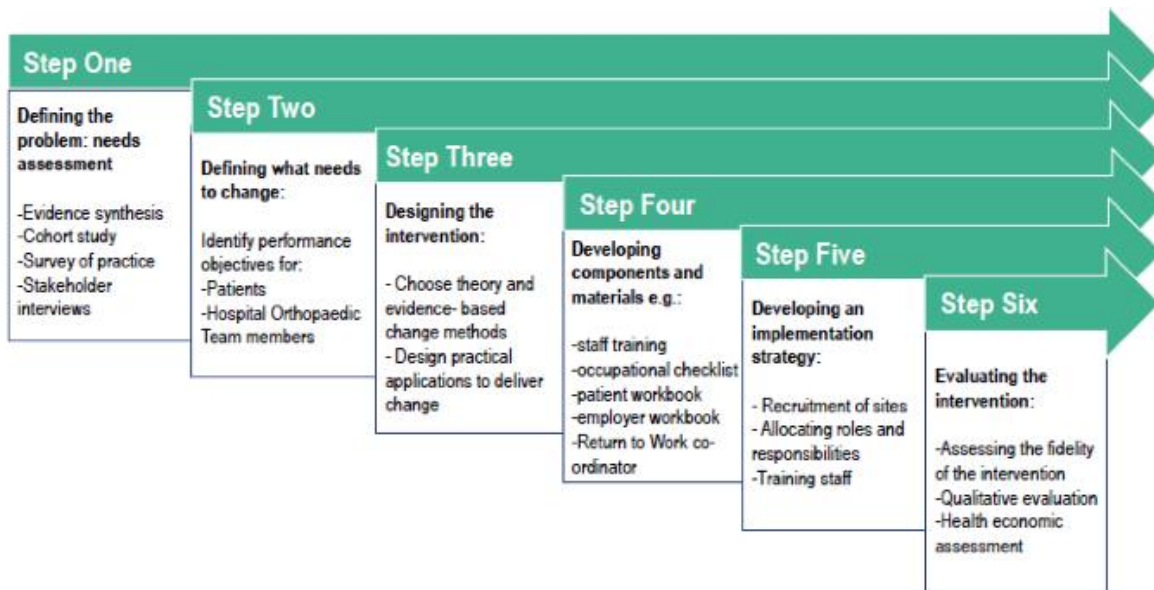 Step One
Defining the
problem: needs
assessment
-Evidence synthesis
-Cohort study
-Survey of practice
-Stakeholder
interviews
Step Two
Defining what needs
to change:
Identify performance
objectives for:
-Patients
-Hospital Orthopaedic
Team members
Step Three
Designing the
intervention:
- Choose theory and
evidence- based
change methods
- Design practical
applications to deliver
change
Step Four
Developing
components and
materials e.g.:
-staff training
-occupational checklist
-patient workbook
-employer workbook
-Return to Work co-
ordinator
Step Five
Developing an
implementation
strategy:
- Recruitment of sites
- Allocating roles and
responsibilities
-Training staff
Step Six
Evaluating the
intervention:
-Assessing the fidelity
of the intervention
-Qualitative evaluation
-Health economic
assessment